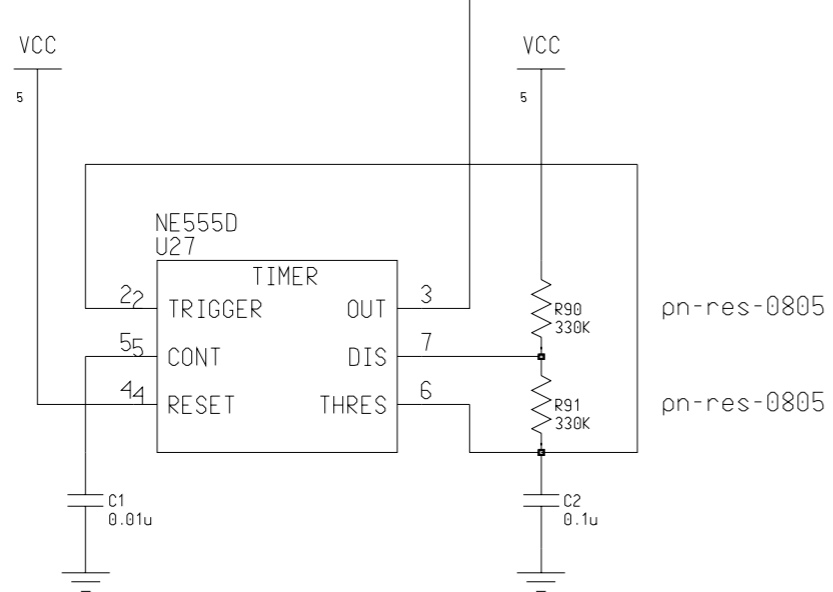 VCC
VCC
5
5
NE555D
U27
TIMER
22
TRIGGER
OUT
3
R90
330K
pn-res-0805
55
CONT
DIS
7
44
RESET
THRES
6
R91
330K
pn-res-0805
C1
0.01u
C2
0.1u